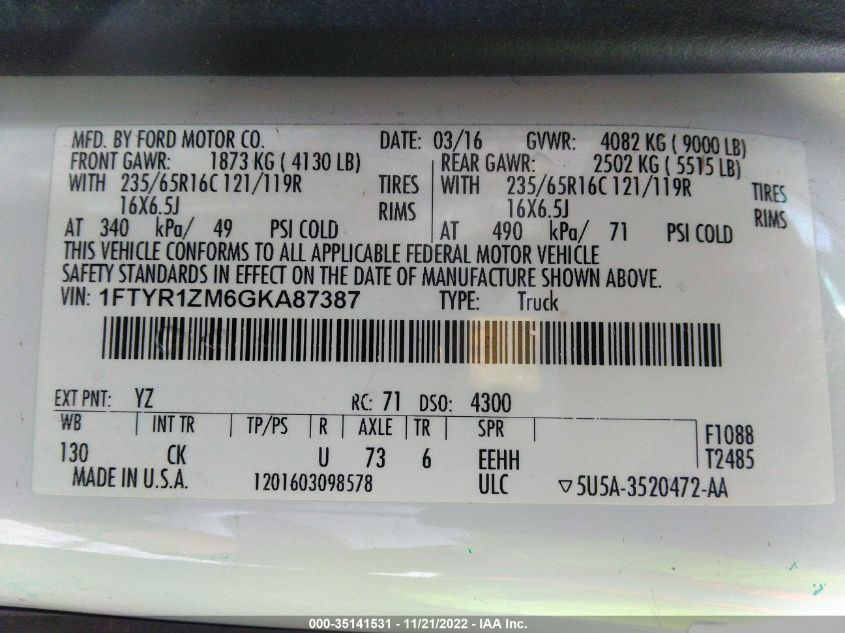 MFD. BY FORD MOTOR CO. DATE: 03/16 GVWR: 4082 KG ( 9000 LB)
FRONT GAWR: 1873 KG ( 4130 LB) REAR GAWR: 2502 KG ( 5515 LB)
WITH 235/65R16C 121/119R TIRES WITH 235/65R16C 121/119R TIRES
16X6.5J RIMS 16X6.5J RIMS
AT 340 kPa/ 49 PSI COLD AT 490 kPa/ 71 PSI COLD
THIS VEHICLE CONFORMS TO ALL APPLICABLE FEDERAL MOTOR VEHICLE
SAFETY STANDARDS IN EFFECT ON THE DATE OF MANUFACTURE SHOWN ABOVE.
VIN: 1FTYR1ZM6GKA87387 TYPE: Truck
EXT PNT: YZ RC: 71 DSO: 4300
WB INT TR TP/PS R AXLE TR SPR F1088
130 CK U 73 6 EEHH T2485
MADE IN U.S.A. 1201603098578 ULC ▽5U5A-3520472-AA
000-35141531 - 11/21/2022 - IAA Inc.